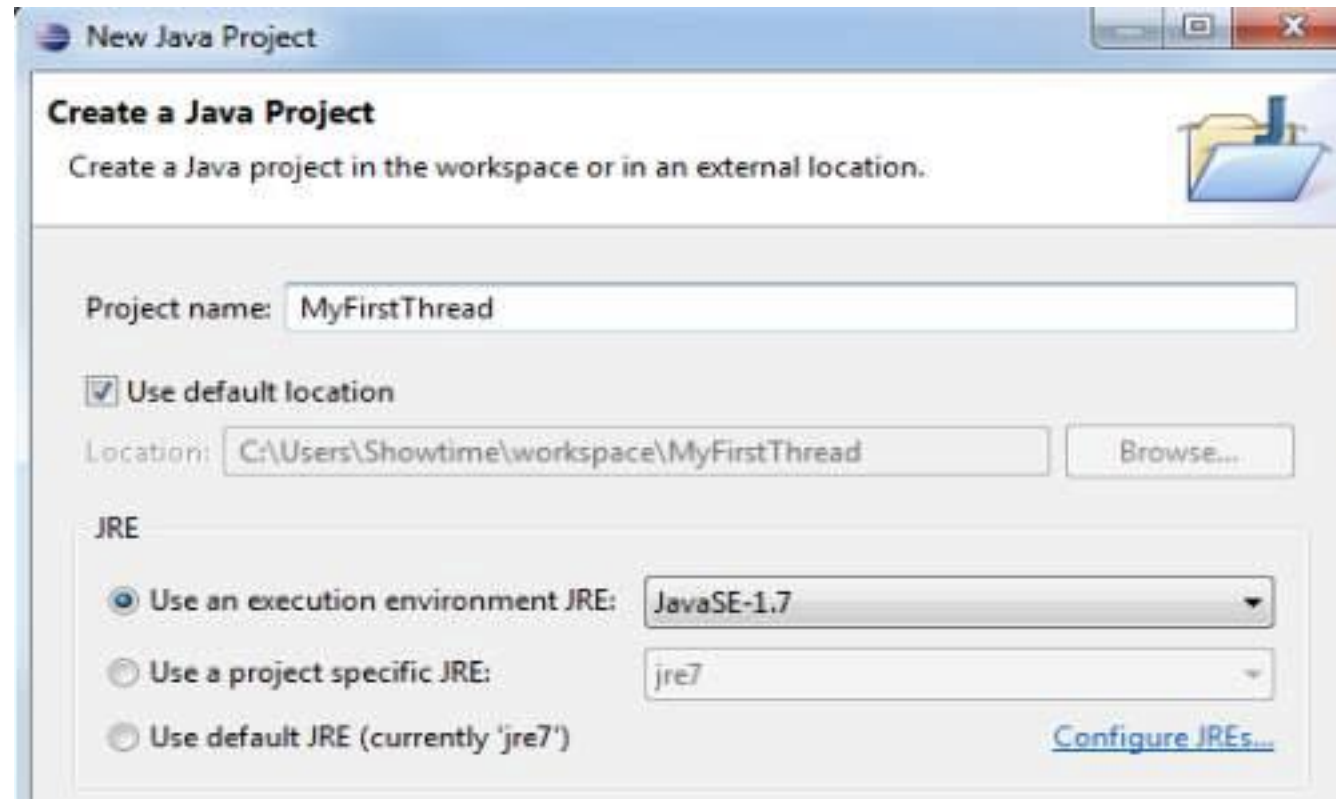 New Java Project
Create a Java Project
Create a Java project in the workspace or in an external location.
Project name: MyFirstThread
Use default location
Location: C:\Users\Showtime\workspace\MyFirstThread Browse...
JRE
Use an execution environment JRE: JavaSE-1.7
Use a project specific JRE: jre7
Use default JRE (currently 'jre7') Configure JREs...